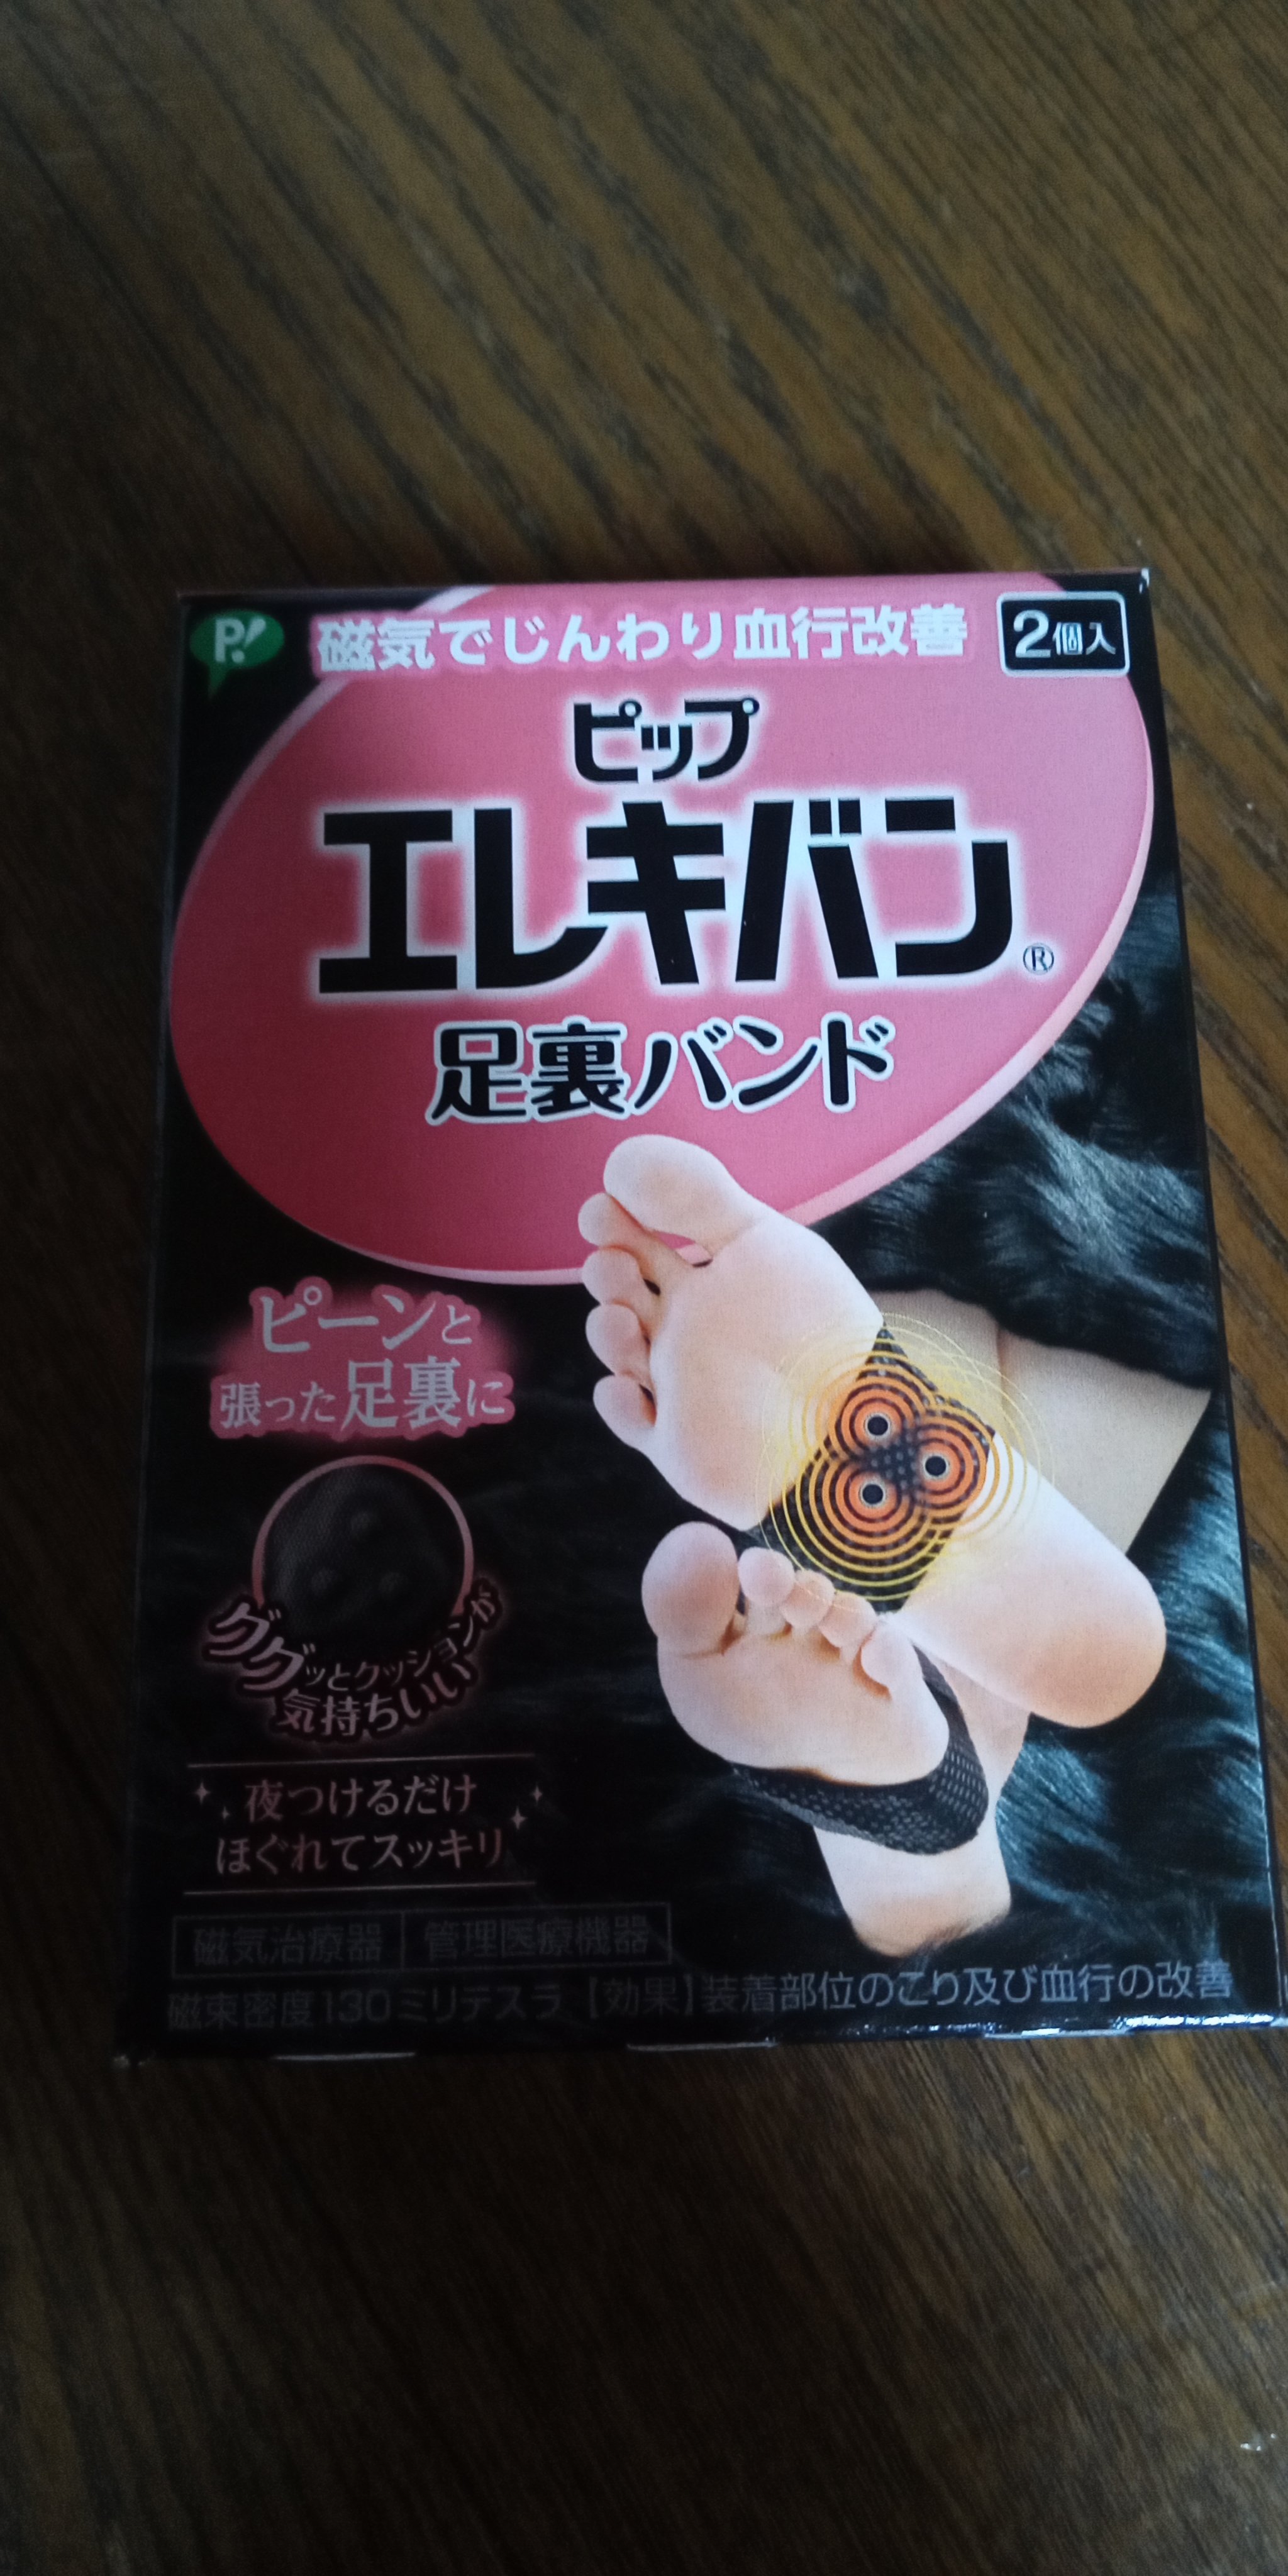 P!
磁気でじんわり血行改善
2個入
ピップ
エレキバン®
足裏バンド
ピーンと
張った足裏に
ググッとクッションが
気持ちいい
夜つけるだけ
ほぐれてスッキリ
磁気治療器 管理医療機器
磁束密度130ミリテスラ【効果】装着部位のこり及び血行の改善